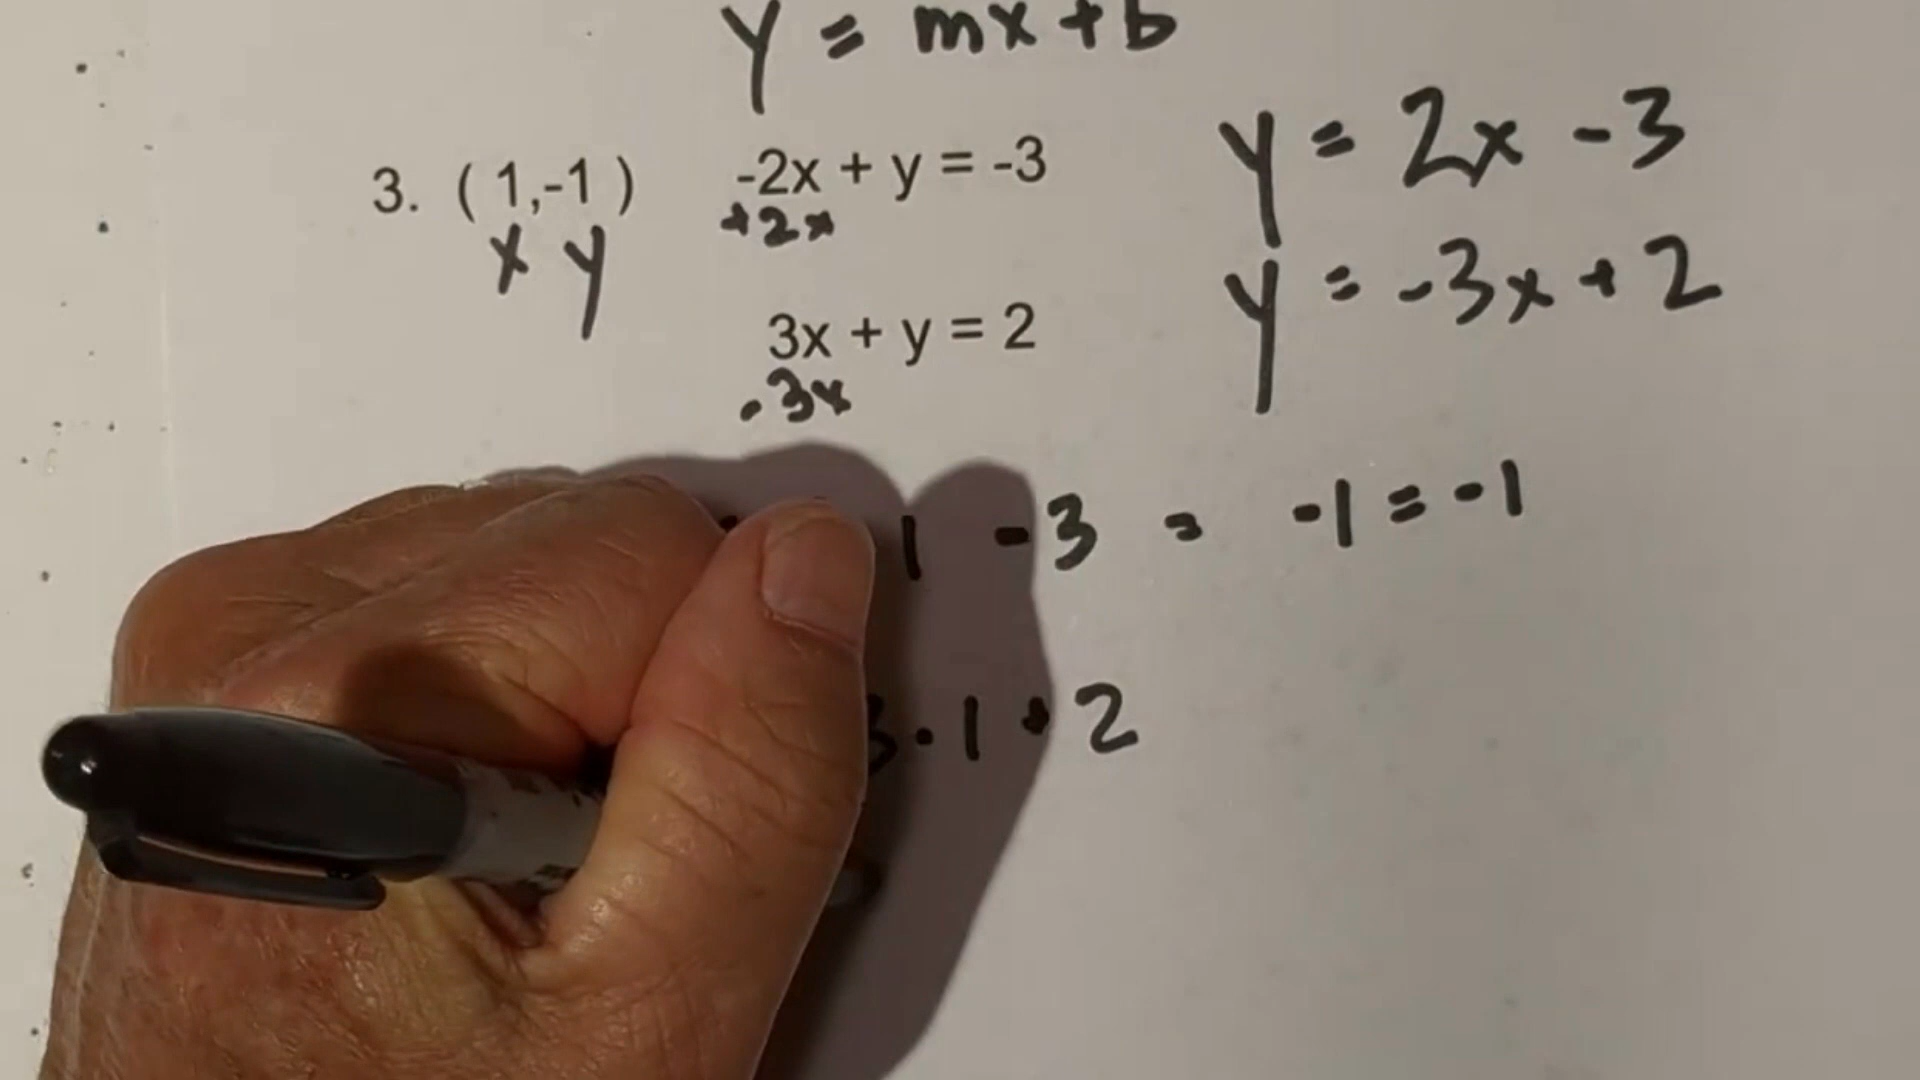 y = mx + b
3. ( 1,-1 ) -2x + y = -3 y = 2x - 3
x y +2x
3x + y = 2 y = -3x + 2
-3x
1 - 3 = -1 = -1
3 · 1 + 2